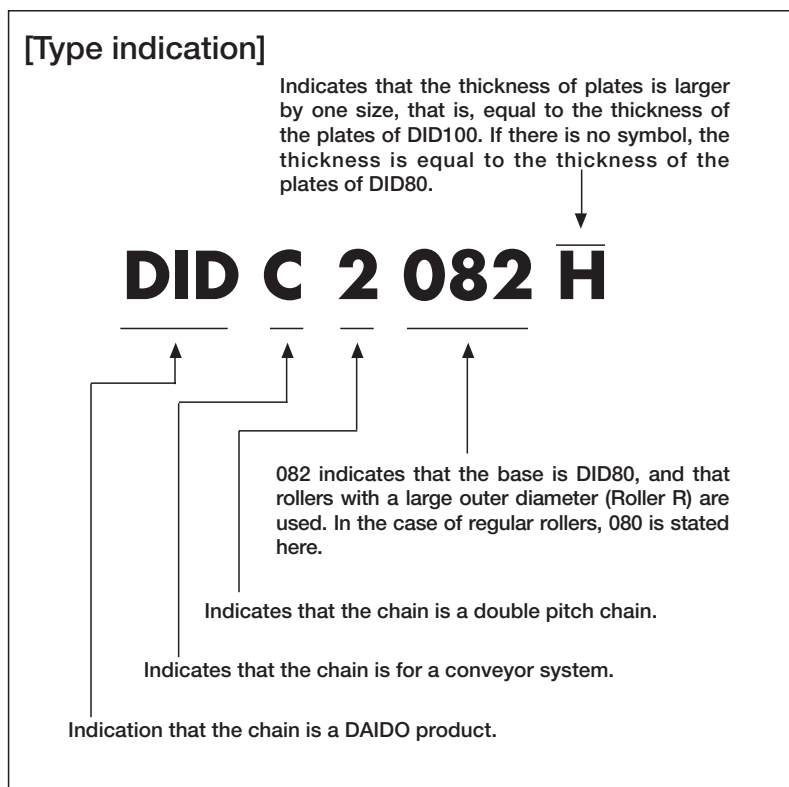 [Type indication]
Indicates that the thickness of plates is larger
by one size, that is, equal to the thickness of
the plates of DID100. If there is no symbol, the
thickness is equal to the thickness of the
plates of DID80.
DID C 2 082 H
082 indicates that the base is DID80, and that
rollers with a large outer diameter (Roller R) are
used. In the case of regular rollers, 080 is stated
here.
Indicates that the chain is a double pitch chain.
Indicates that the chain is for a conveyor system.
Indication that the chain is a DAIDO product.